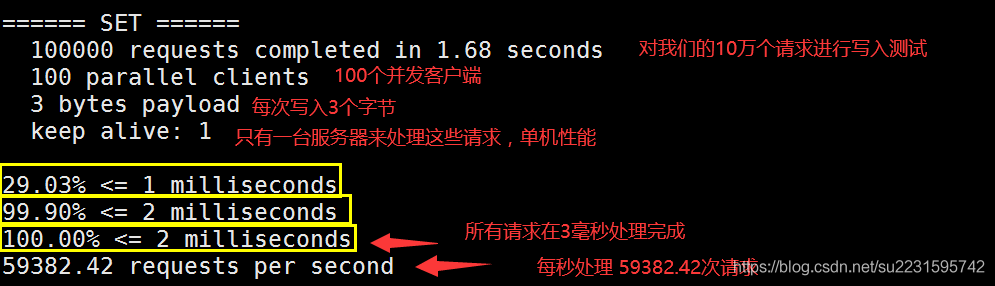 ====== SET ======
100000 requests completed in 1.68 seconds 对我们的10万个请求进行写入测试
100 parallel clients 100个并发客户端
3 bytes payload 每次写入3个字节
keep alive: 1 只有一台服务器来处理这些请求，单机性能
29.03% <= 1 milliseconds
99.90% <= 2 milliseconds
100.00% <= 2 milliseconds 所有请求在3毫秒处理完成
59382.42 requests per second 每秒处理 59382.42次请求
https://blog.csdn.net/su2231595742